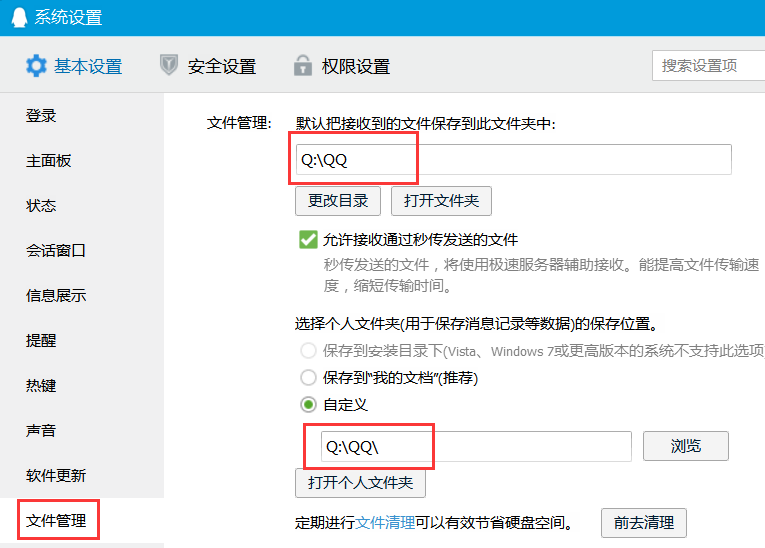 系统设置
基本设置 安全设置 权限设置 搜索设置项
登录
主面板
状态
会话窗口
信息展示
提醒
热键
声音
软件更新
文件管理
文件管理: 默认把接收到的文件保存到此文件夹中:
Q:\QQ
更改目录 打开文件夹
允许接收通过秒传发送的文件
秒传发送的文件，将使用极速服务器辅助接收。能提高文件传输速
度，缩短传输时间。
选择个人文件夹(用于保存消息记录等数据)的保存位置。
保存到安装目录下(Vista、Windows 7或更高版本的系统不支持此选项
保存到“我的文档”(推荐)
自定义
Q:\QQ\
浏览
打开个人文件夹
定期进行文件清理可以有效节省硬盘空间。 前去清理